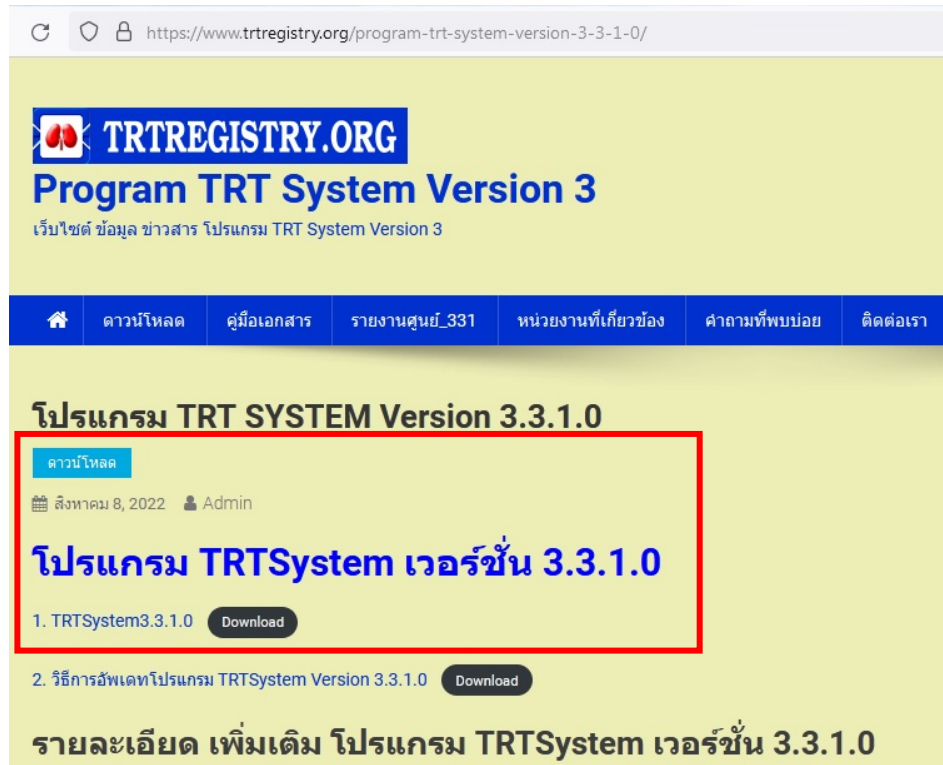 https://www.trtregistry.org/program-trt-system-version-3-3-1-0/
TRTREGISTRY.ORG
Program TRT System Version 3
เว็บไซต์ ข้อมูล ข่าวสาร โปรแกรม TRT System Version 3
ดาวน์โหลด คู่มือเอกสาร รายงานศูนย์_331 หน่วยงานที่เกี่ยวข้อง คำถามที่พบบ่อย ติดต่อเรา
โปรแกรม TRT SYSTEM Version 3.3.1.0
ดาวน์โหลด
สิงหาคม 8, 2022 Admin
โปรแกรม TRTSystem เวอร์ชั่น 3.3.1.0
1. TRTSystem3.3.1.0 Download
2. วิธีการอัพเดทโปรแกรม TRTSystem Version 3.3.1.0 Download
รายละเอียด เพิ่มเติม โปรแกรม TRTSystem เวอร์ชั่น 3.3.1.0